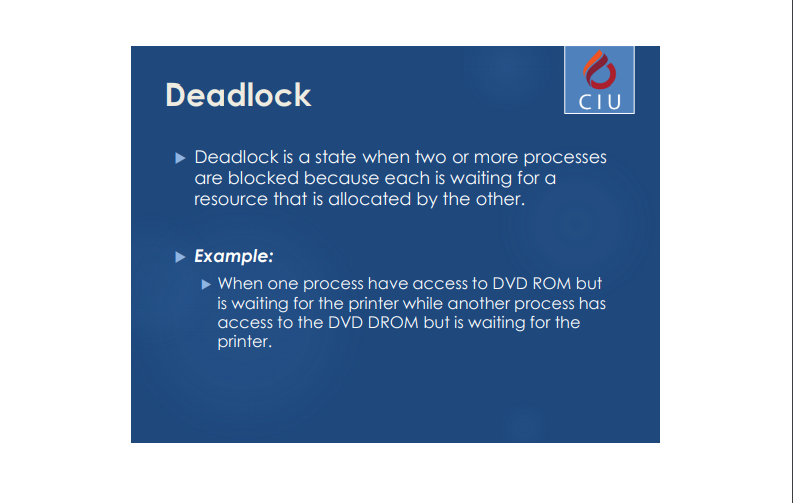 CIU
Deadlock
Deadlock is a state when two or more processes
are blocked because each is waiting for a
resource that is allocated by the other.
Example:
When one process have access to DVD ROM but
is waiting for the printer while another process has
access to the DVD DROM but is waiting for the
printer.